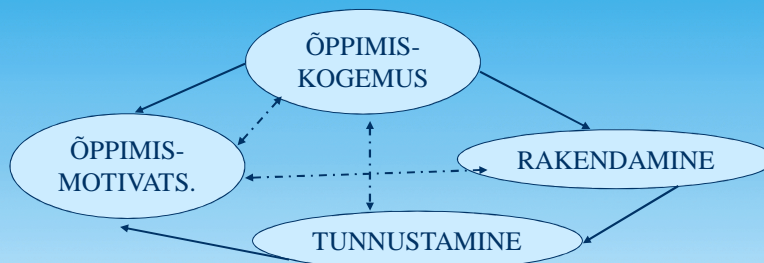 ÕPPIMIS-
KOGEMUS
ÕPPIMIS-
MOTIVATS.
RAKENDAMINE
TUNNUSTAMINE